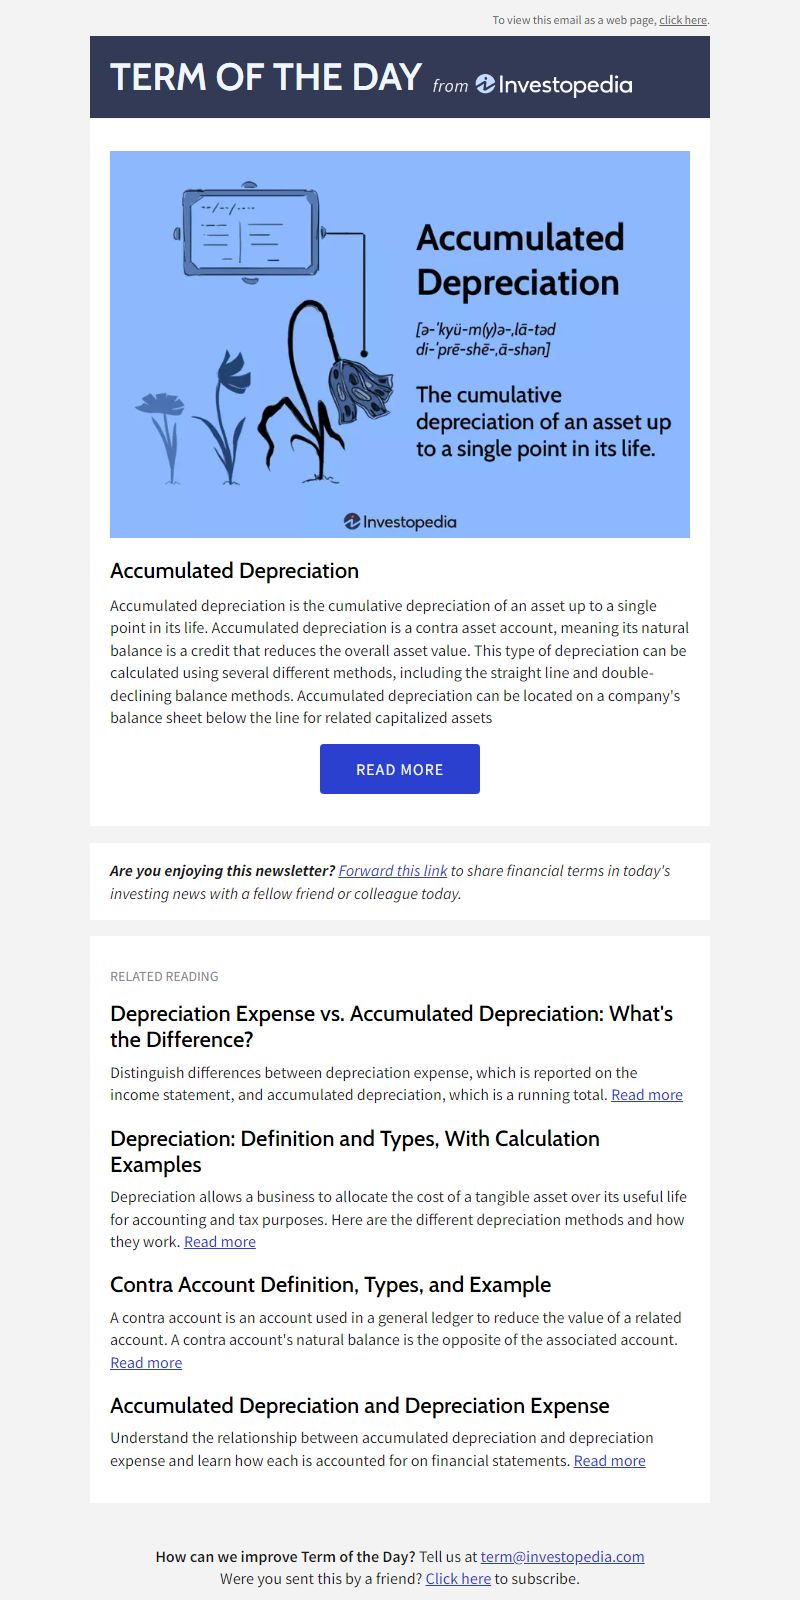 To view this email as a web page, click here.
TERM OF THE DAY from Investopedia
Accumulated
Depreciation
[ə-ˈkyü-m(y)ə-ˌlā-təd
di-ˈprē-shē-ˌā-shən]
The cumulative
depreciation of an asset up
to a single point in its life.
Investopedia
Accumulated Depreciation
Accumulated depreciation is the cumulative depreciation of an asset up to a single
point in its life. Accumulated depreciation is a contra asset account, meaning its natural
balance is a credit that reduces the overall asset value. This type of depreciation can be
calculated using several different methods, including the straight line and double-
declining balance methods. Accumulated depreciation can be located on a company's
balance sheet below the line for related capitalized assets
READ MORE
Are you enjoying this newsletter? Forward this link to share financial terms in today's
investing news with a fellow friend or colleague today.
RELATED READING
Depreciation Expense vs. Accumulated Depreciation: What's
the Difference?
Distinguish differences between depreciation expense, which is reported on the
income statement, and accumulated depreciation, which is a running total. Read more
Depreciation: Definition and Types, With Calculation
Examples
Depreciation allows a business to allocate the cost of a tangible asset over its useful life
for accounting and tax purposes. Here are the different depreciation methods and how
they work. Read more
Contra Account Definition, Types, and Example
A contra account is an account used in a general ledger to reduce the value of a related
account. A contra account's natural balance is the opposite of the associated account.
Read more
Accumulated Depreciation and Depreciation Expense
Understand the relationship between accumulated depreciation and depreciation
expense and learn how each is accounted for on financial statements. Read more
How can we improve Term of the Day? Tell us at term@investopedia.com
Were you sent this by a friend? Click here to subscribe.